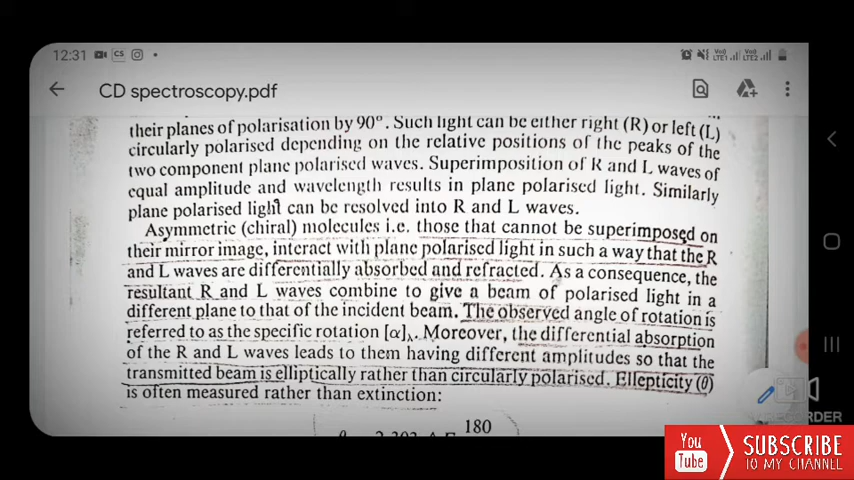 12:31 CS VoD LTE1 VoD LTE2
CD spectroscopy.pdf
their planes of polarisation by 90°. Such light can be either right (R) or left (L)
circularly polarised depending on the relative positions of the peaks of the
two component plane polarised waves. Superimposition of R and L waves of
equal amplitude and wavelength results in plane polarised light. Similarly
plane polarised light can be resolved into R and L waves.
Asymmetric (chiral) molecules i.e. those that cannot be superimposed on
their mirror image, interact with plane polarised light in such a way that the R
and L waves are differentially absorbed and refracted. As a consequence, the
resultant R and L waves combine to give a beam of polarised light in a
different plane to that of the incident beam. The observed angle of rotation is
referred to as the specific rotation [α]λ. Moreover, the differential absorption
of the R and L waves leads to them having different amplitudes so that the
transmitted beam is elliptically rather than circularly polarised. Ellepticity (θ)
is often measured rather than extinction:
180
You Tube
SUBSCRIBE
TO MY CHANNEL